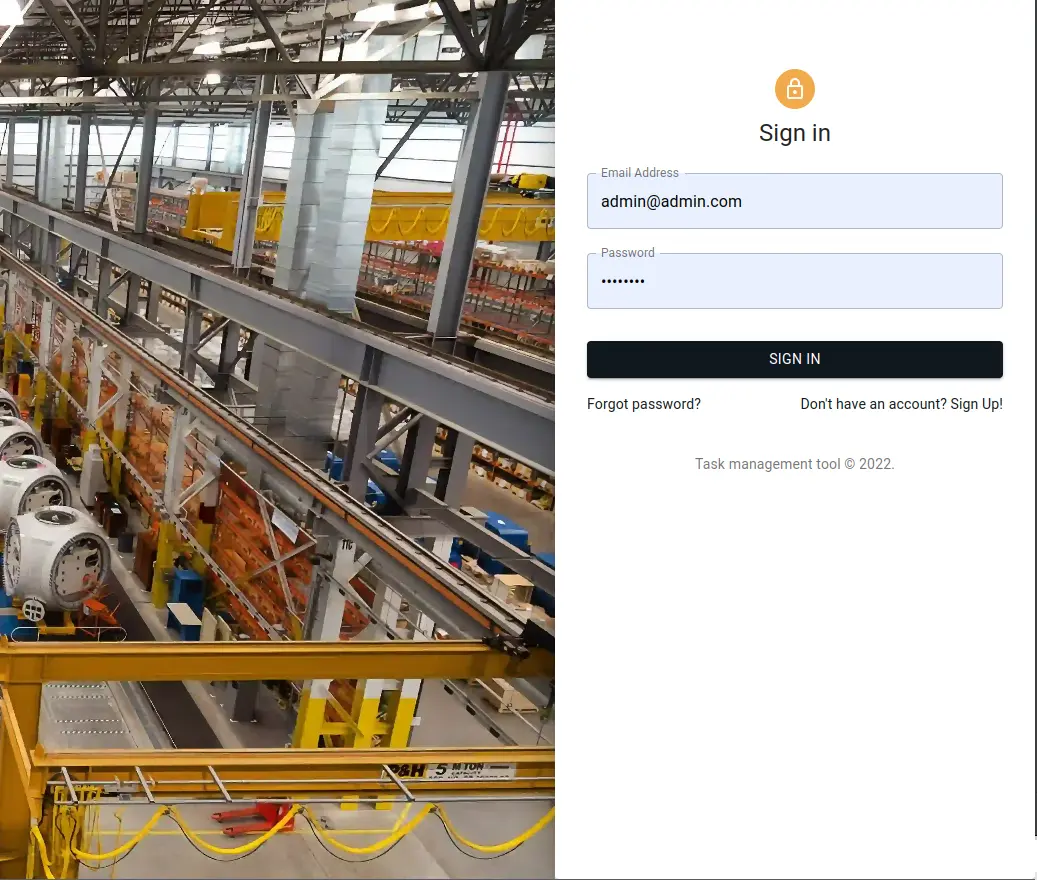 Sign in
Email Address
admin@admin.com
Password
••••••••
SIGN IN
Forgot password?
Don't have an account? Sign Up!
Task management tool © 2022.
P&H 5 M TON
CAPACITY